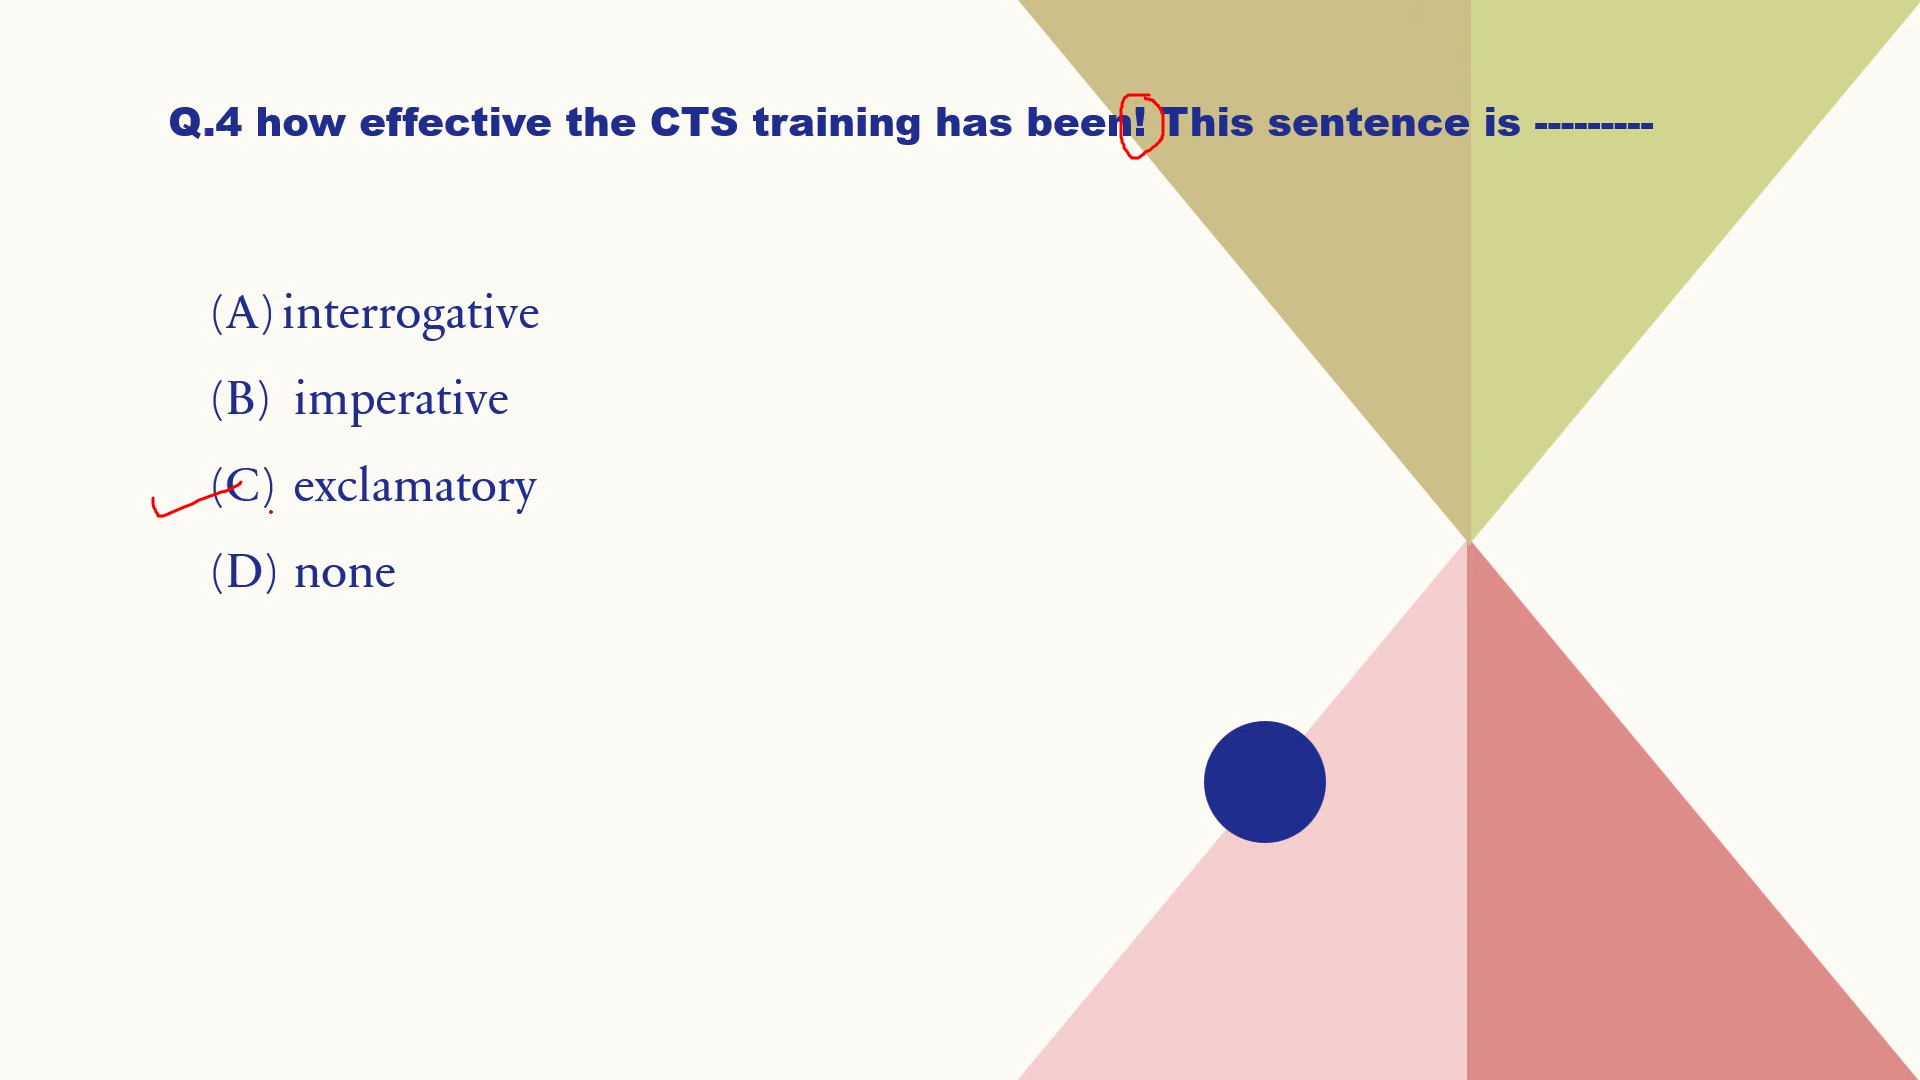 Q.4 how effective the CTS training has been! This sentence is ---------
(A) interrogative
(B) imperative
(C) exclamatory
(D) none